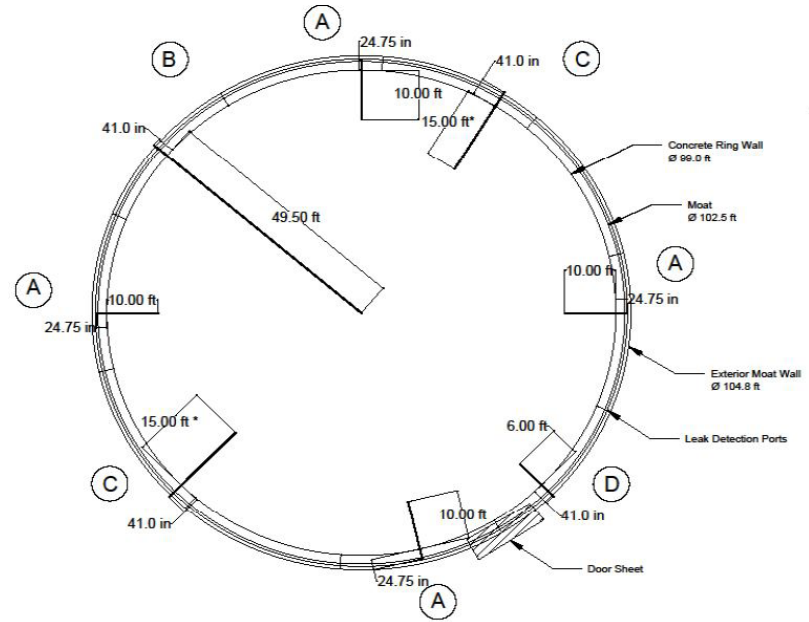 A
24.75 in
B
41.0 in
C
10.00 ft
15.00 ft*
41.0 in
Concrete Ring Wall
Ø 99.0 ft
49.50 ft
Moat
Ø 102.5 ft
A
10.00 ft
24.75 in
10.00 ft
A
24.75 in
Exterior Moat Wall
Ø 104.8 ft
15.00 ft *
6.00 ft
Leak Detection Ports
C
41.0 in
10.00 ft
D
41.0 in
Door Sheet
24.75 in
A